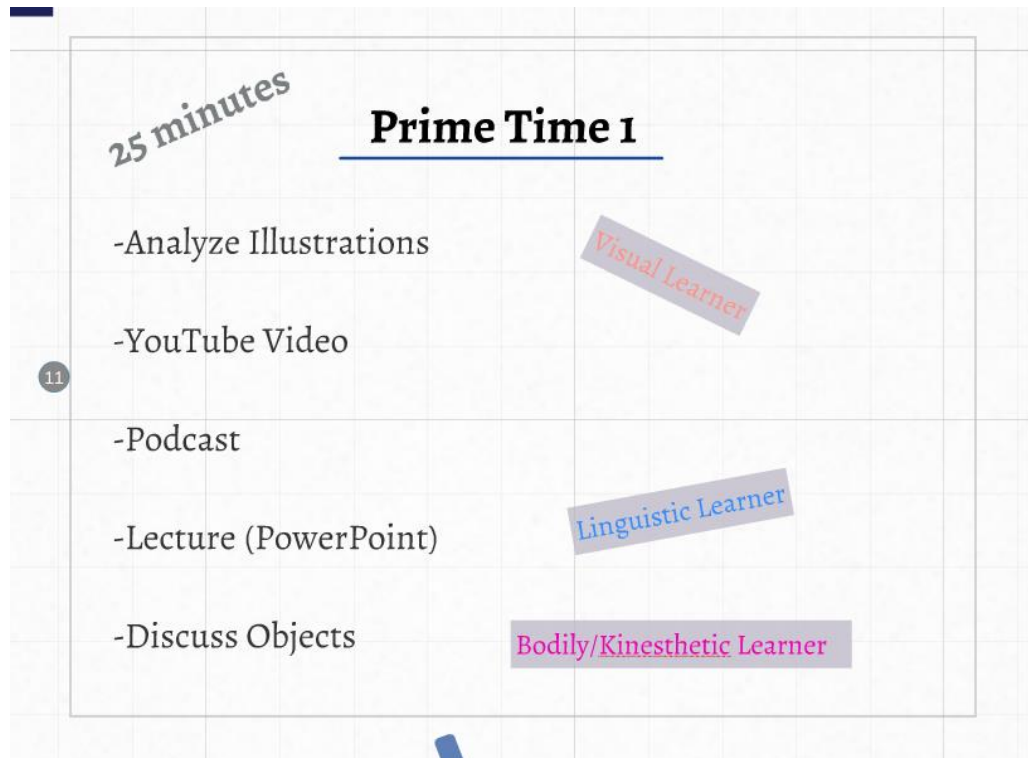 25 minutes
Prime Time 1
-Analyze Illustrations
Visual Learner
-YouTube Video
11
-Podcast
Linguistic Learner
-Lecture (PowerPoint)
-Discuss Objects
Bodily/Kinesthetic Learner